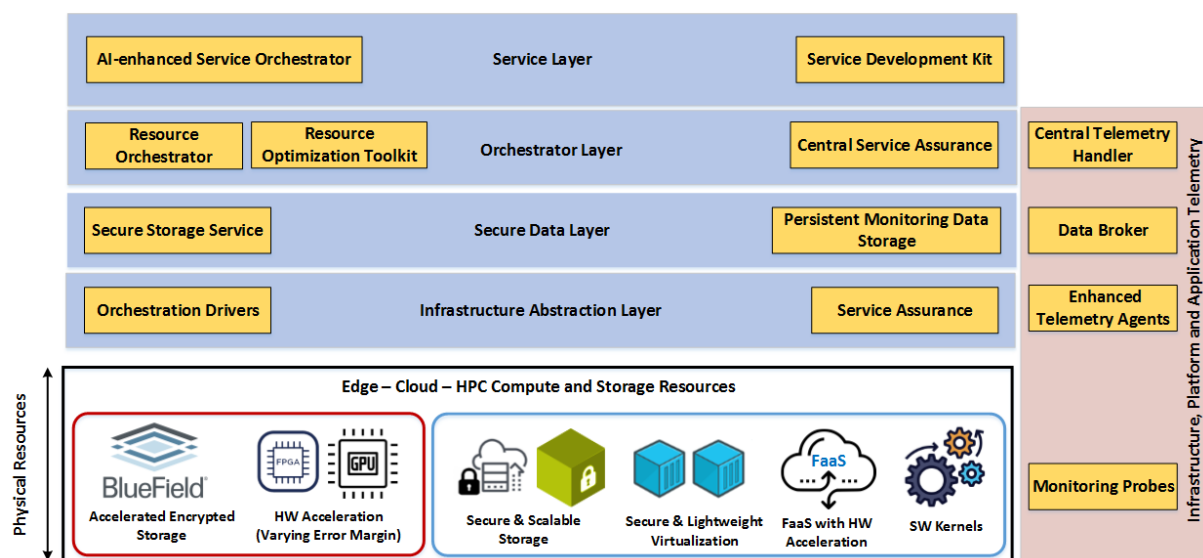 AI-enhanced Service Orchestrator
Service Layer
Service Development Kit
Resource
Orchestrator
Resource
Optimization Toolkit
Orchestrator Layer
Central Service Assurance
Central Telemetry
Handler
Secure Storage Service
Secure Data Layer
Persistent Monitoring Data
Storage
Data Broker
Orchestration Drivers
Infrastructure Abstraction Layer
Service Assurance
Enhanced
Telemetry Agents
Infrastructure, Platform and Application Telemetry
Physical Resources
Edge – Cloud – HPC Compute and Storage Resources
BlueField®
Accelerated Encrypted
Storage
FPGA
GPU
HW Acceleration
(Varying Error Margin)
Secure & Scalable
Storage
Secure & Lightweight
Virtualization
FaaS
FaaS with HW
Acceleration
SW Kernels
Monitoring Probes